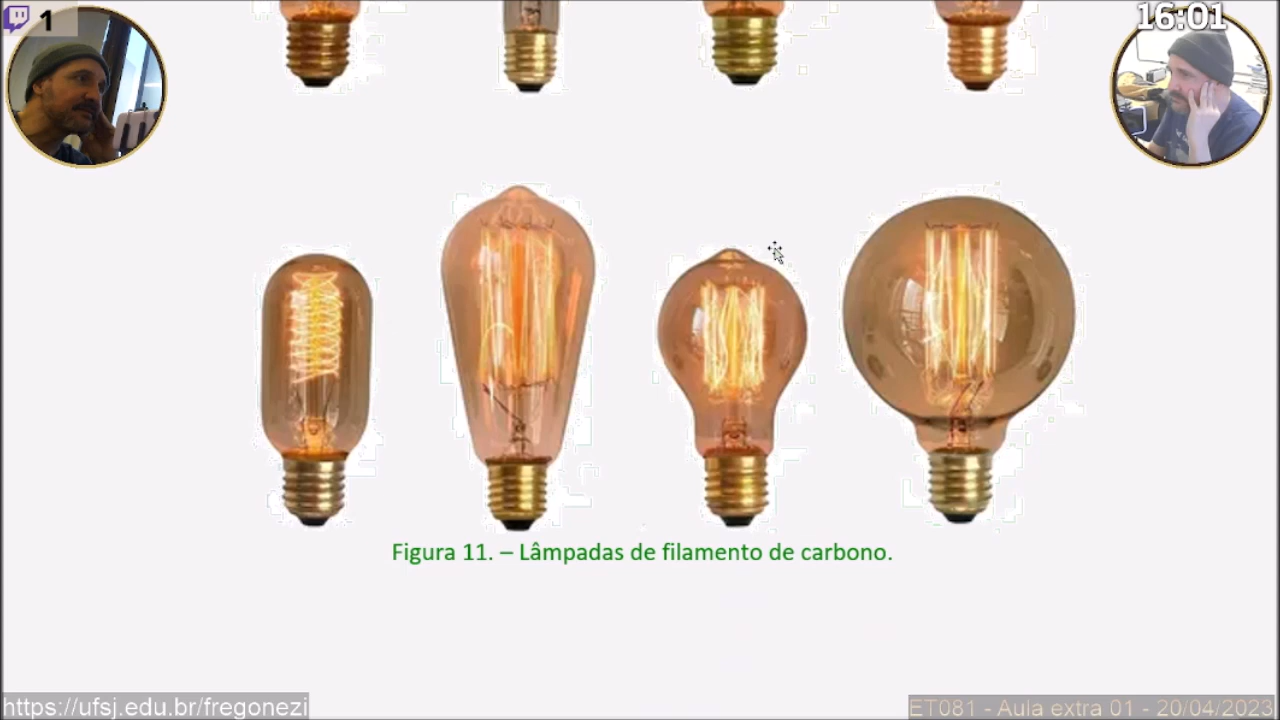 1
16:01
Figura 11. – Lâmpadas de filamento de carbono.
https://ufsj.edu.br/fregonezi
ET081 - Aula extra 01 - 20/04/2023